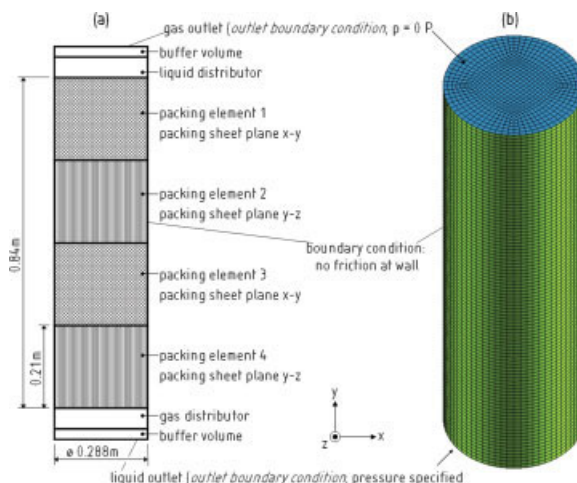 (a)
(b)
gas outlet (outlet boundary condition, p = 0 P
buffer volume
liquid distributor
packing element 1
packing sheet plane x-y
packing element 2
packing sheet plane y-z
boundary condition:
no friction at wall
packing element 3
packing sheet plane x-y
packing element 4
packing sheet plane y-z
gas distributor
buffer volume
0.84m
0.21m
ø 0.288m
y
z
x
liquid outlet (outlet boundary condition, pressure specified